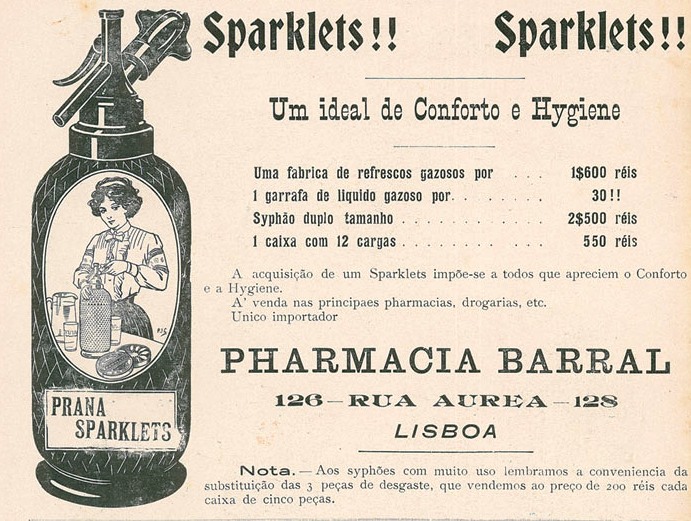 Sparklets!! Sparklets!!
Um ideal de Conforto e Hygiene
Uma fabrica de refrescos gazosos por . . . 1$600 réis
1 garrafa de liquido gazoso por. . . . . . . 30!!
Syphão duplo tamanho . . . . . . . . . . . 2$500 réis
1 caixa com 12 cargas . . . . . . . . . . . . 550 réis
A acquisição de um Sparklets impõe-se a todos que apreciem o Conforto
e a Hygiene.
A' venda nas principaes pharmacias, drogarias, etc.
Unico importador
PHARMACIA BARRAL
126—RUA AUREA—128
LISBOA
PRANA
SPARKLETS
Nota.—Aos syphões com muito uso lembramos a conveniencia da
substituição das 3 peças de desgaste, que vendemos ao preço de 200 réis cada
caixa de cinco peças.